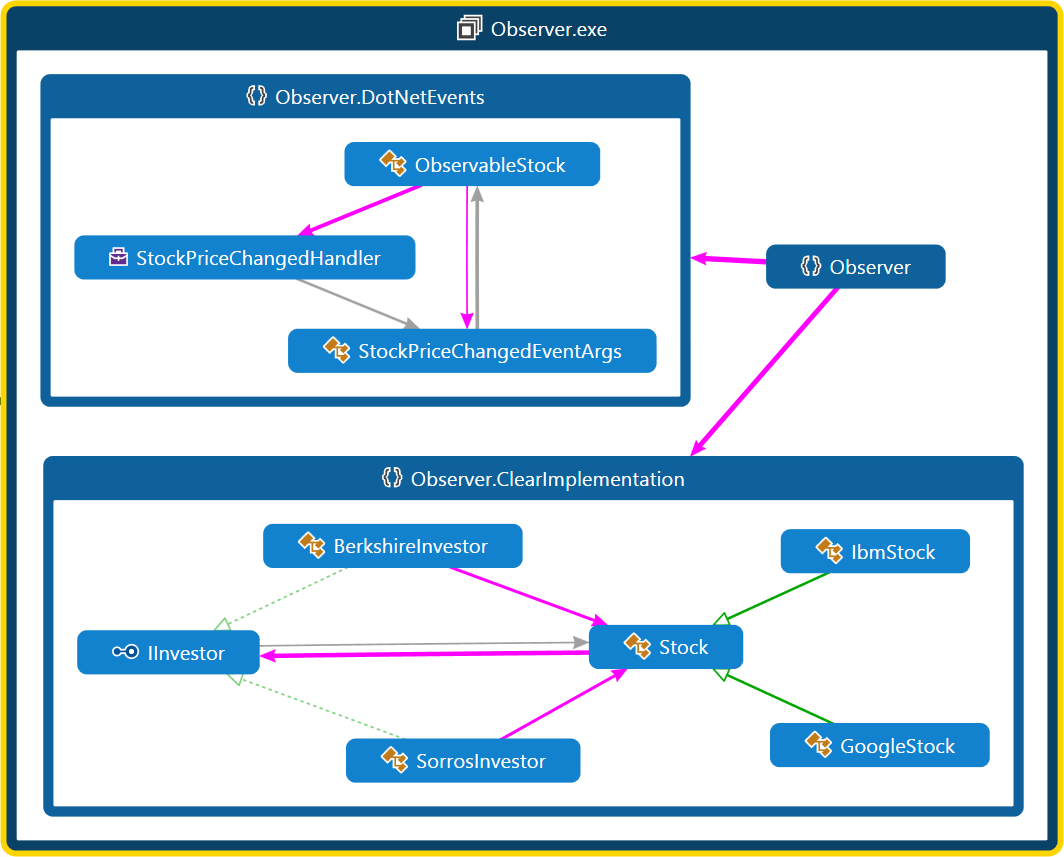 Observer.exe
Observer.DotNetEvents
ObservableStock
StockPriceChangedHandler
Observer
StockPriceChangedEventArgs
Observer.ClearImplementation
BerkshireInvestor
IbmStock
IInvestor
Stock
GoogleStock
SorrosInvestor